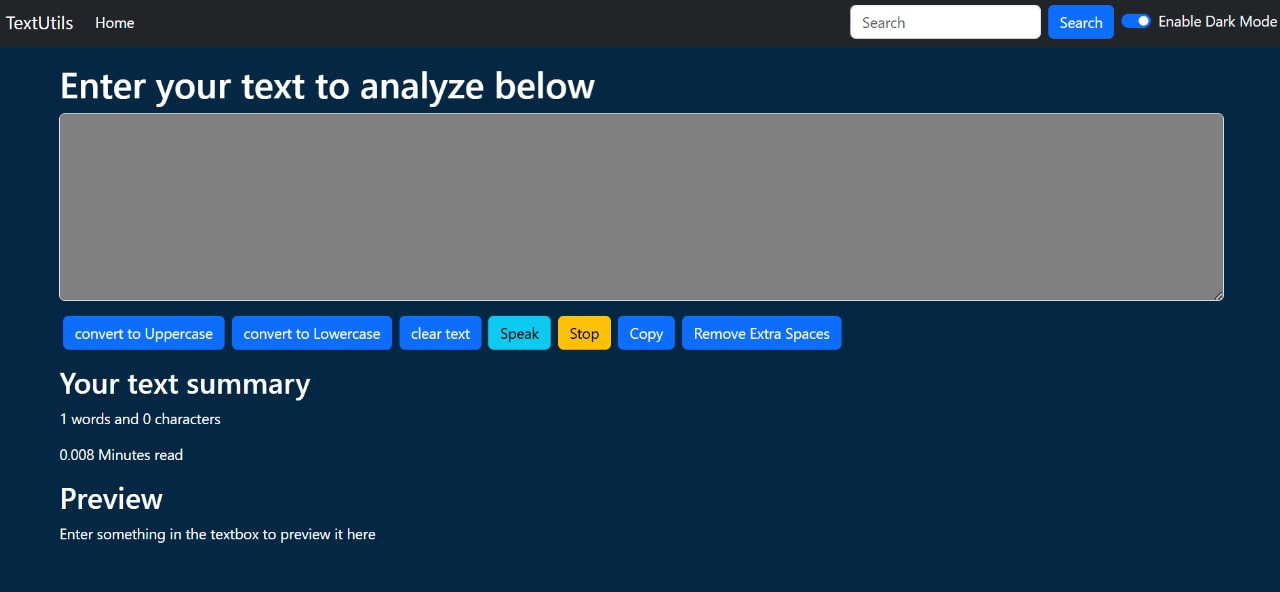 TextUtils Home Search Search Enable Dark Mode
Enter your text to analyze below
convert to Uppercase convert to Lowercase clear text Speak Stop Copy Remove Extra Spaces
Your text summary
1 words and 0 characters
0.008 Minutes read
Preview
Enter something in the textbox to preview it here